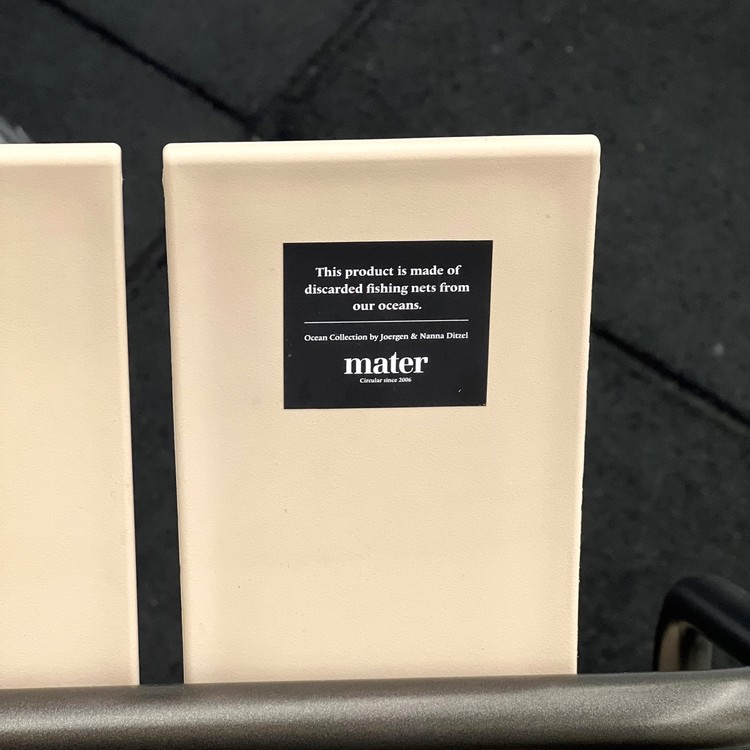 This product is made of
discarded fishing nets from
our oceans.
Ocean Collection by Joergen & Nanna Ditzel
mater
Circular since 2006